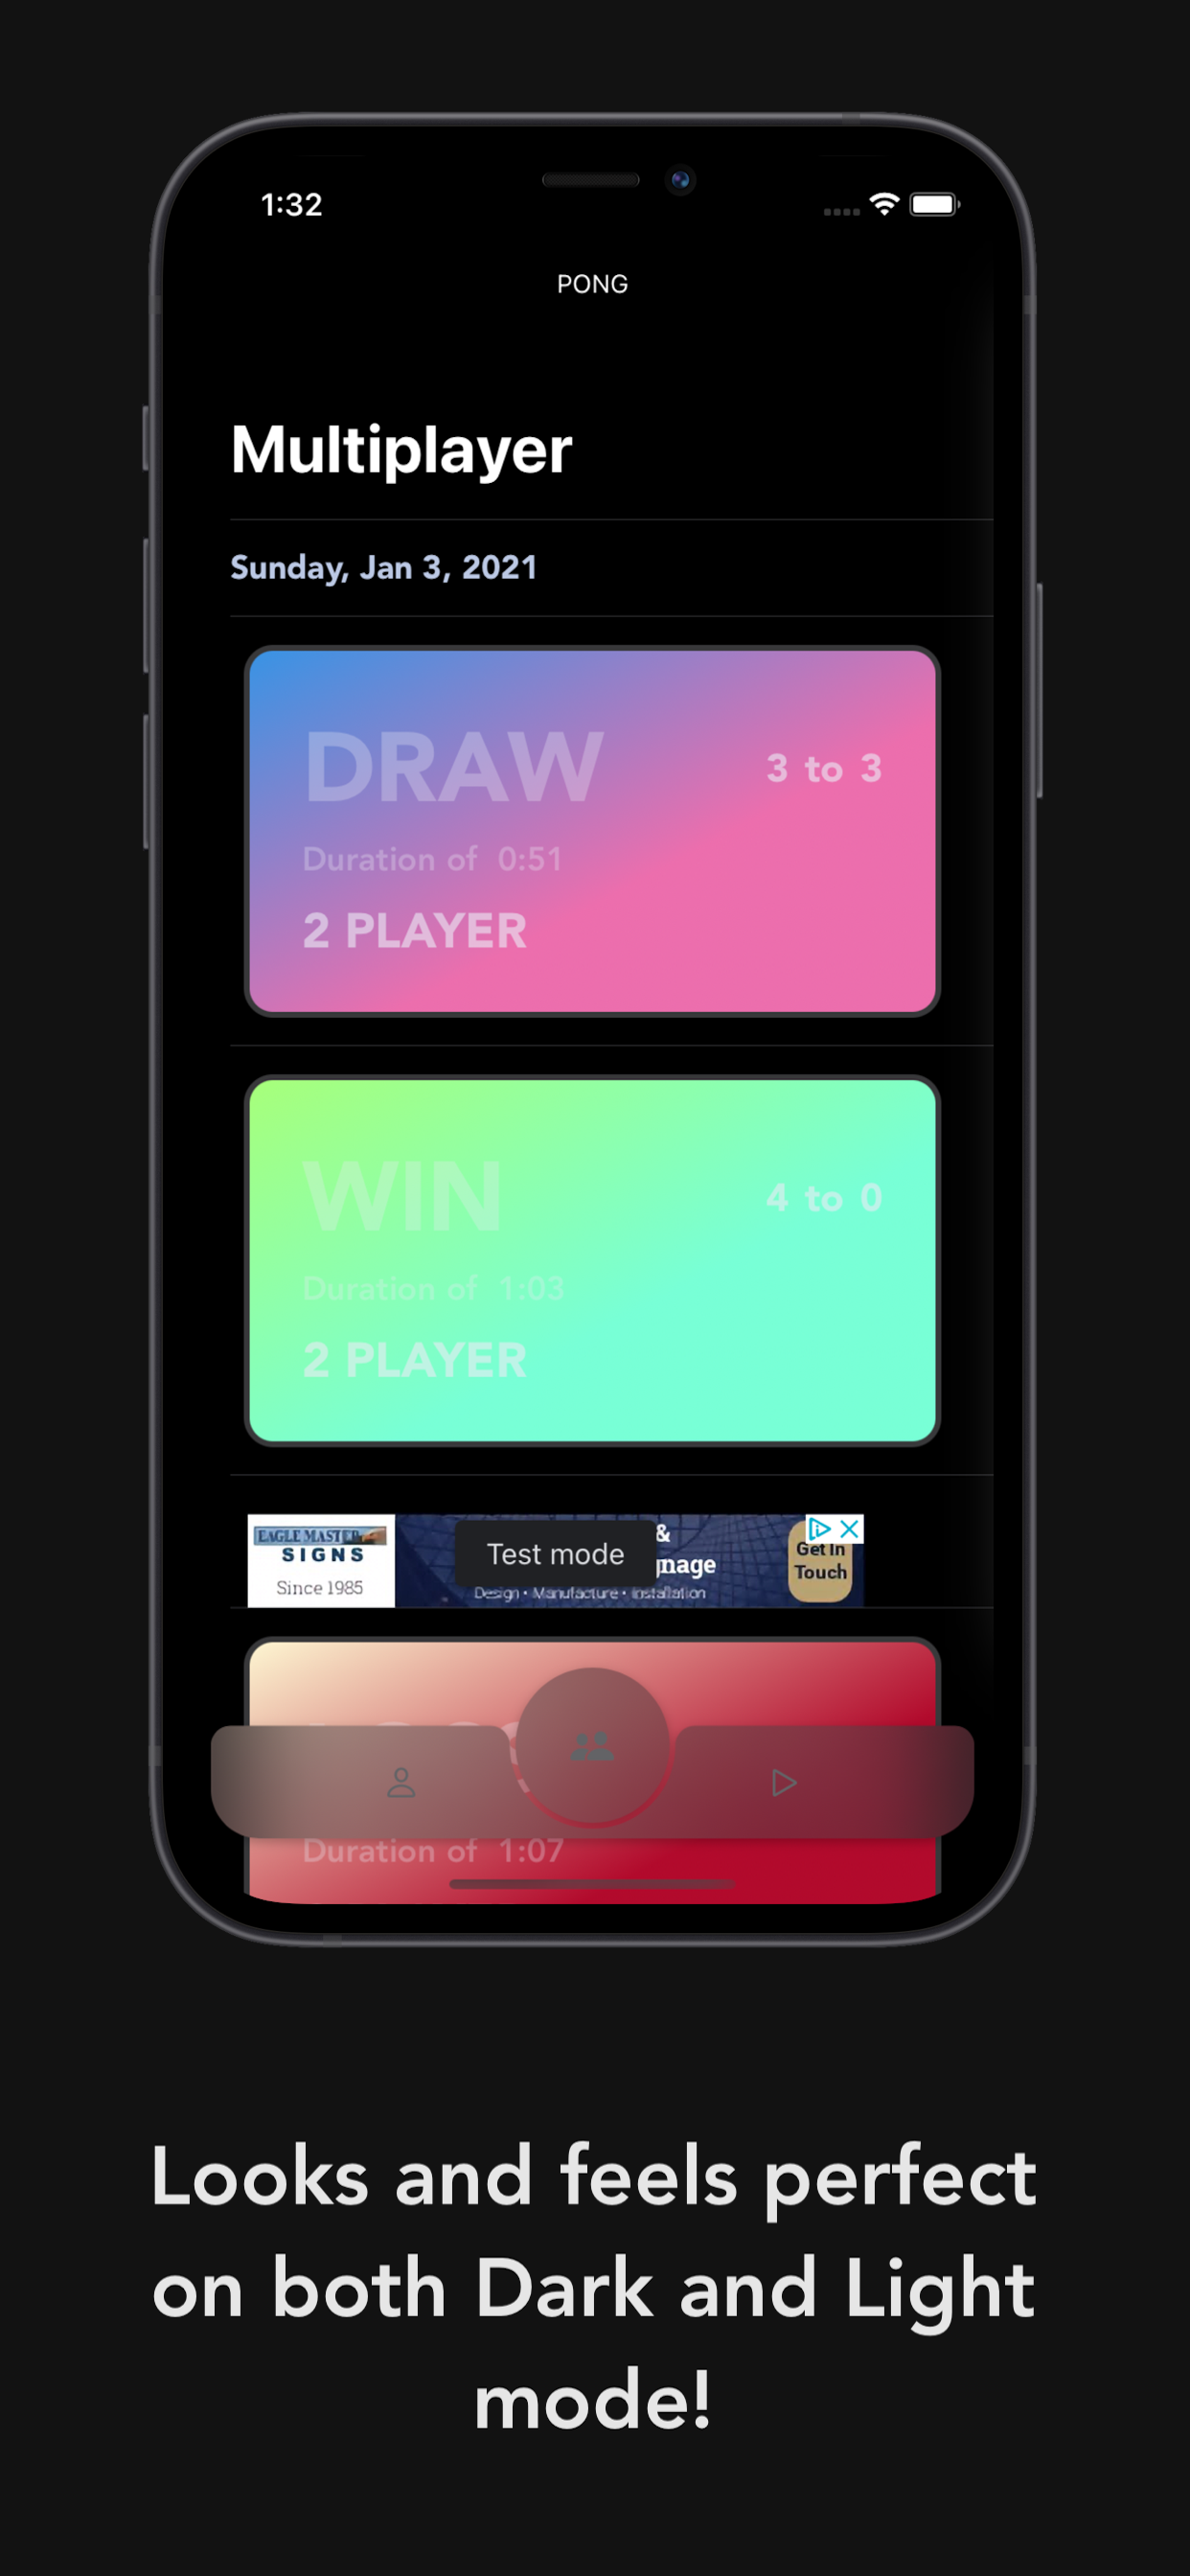 1:32
PONG
Multiplayer
Sunday, Jan 3, 2021
DRAW
3 to 3
Duration of 0:51
2 PLAYER
WIN
4 to 0
Duration of 1:03
2 PLAYER
EAGLE MASTER
SIGNS
Since 1985
Test mode
&
Design • Manufacture • Installation
Get In
Touch
Duration of 1:07
Looks and feels perfect
on both Dark and Light
mode!